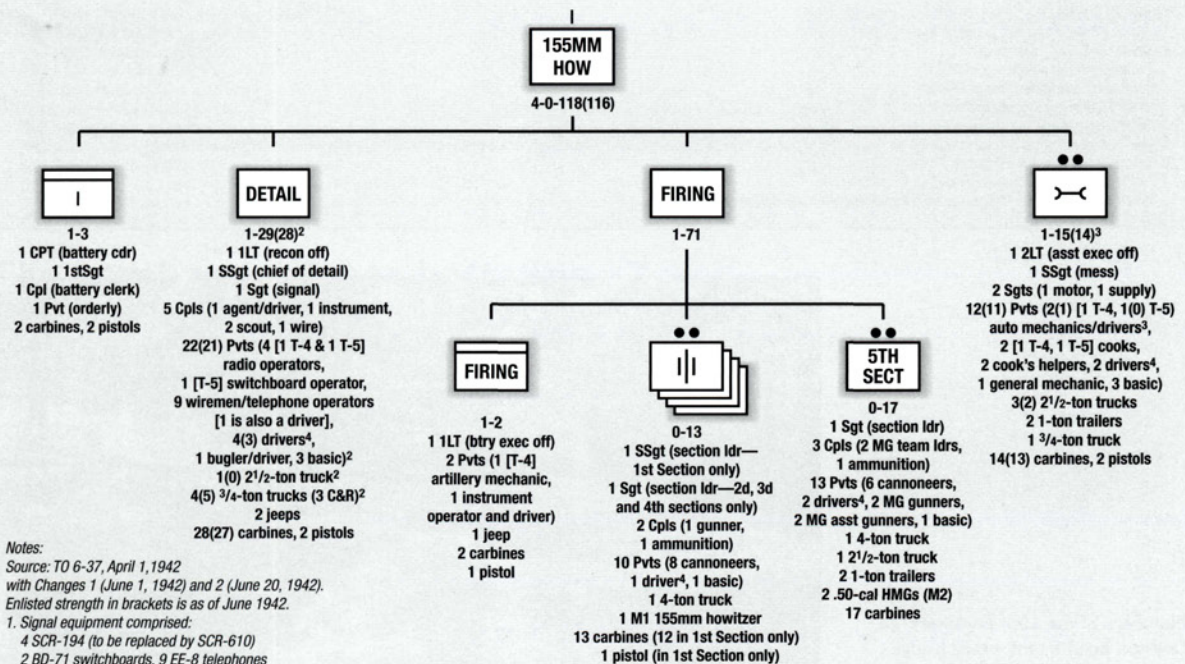 155MM
HOW
4-0-118(116)
I
1-3
1 CPT (battery cdr)
1 1stSgt
1 Cpl (battery clerk)
1 Pvt (orderly)
2 carbines, 2 pistols
DETAIL
1-29(28)²
1 1LT (recon off)
1 SSgt (chief of detail)
1 Sgt (signal)
5 Cpls (1 agent/driver, 1 instrument,
2 scout, 1 wire)
22(21) Pvts (4 [1 T-4 & 1 T-5]
radio operators,
1 [T-5] switchboard operator,
9 wiremen/telephone operators
[1 is also a driver],
4(3) drivers⁴,
1 bugler/driver, 3 basic)²
1(0) 2¹/₂-ton truck²
4(5) ³/₄-ton trucks (3 C&R)²
2 jeeps
28(27) carbines, 2 pistols
FIRING
1-71
FIRING
1-2
1 1LT (btry exec off)
2 Pvts (1 [T-4]
artillery mechanic,
1 instrument
operator and driver)
1 jeep
2 carbines
1 pistol
0-13
1 SSgt (section ldr—
1st Section only)
1 Sgt (section ldr—2d, 3d
and 4th sections only)
2 Cpls (1 gunner,
1 ammunition)
10 Pvts (8 cannoneers,
1 driver⁴, 1 basic)
1 4-ton truck
1 M1 155mm howitzer
13 carbines (12 in 1st Section only)
1 pistol (in 1st Section only)
5TH
SECT
0-17
1 Sgt (section ldr)
3 Cpls (2 MG team ldrs,
1 ammunition)
13 Pvts (6 cannoneers,
2 drivers⁴, 2 MG gunners,
2 MG asst gunners, 1 basic)
1 4-ton truck
1 2¹/₂-ton truck
2 1-ton trailers
2 .50-cal HMGs (M2)
17 carbines
1-15(14)³
1 2LT (asst exec off)
1 SSgt (mess)
2 Sgts (1 motor, 1 supply)
12(11) Pvts (2(1) [1 T-4, 1(0) T-5]
auto mechanics/drivers³,
2 [1 T-4, 1 T-5] cooks,
2 cook's helpers, 2 drivers⁴,
1 general mechanic, 3 basic)
3(2) 2¹/₂-ton trucks
2 1-ton trailers
1 ³/₄-ton truck
14(13) carbines, 2 pistols
Notes:
Source: TO 6-37, April 1,1942
with Changes 1 (June 1, 1942) and 2 (June 20, 1942).
Enlisted strength in brackets is as of June 1942.
1. Signal equipment comprised:
4 SCR-194 (to be replaced by SCR-610)
2 BD-71 switchboards, 9 EE-8 telephones